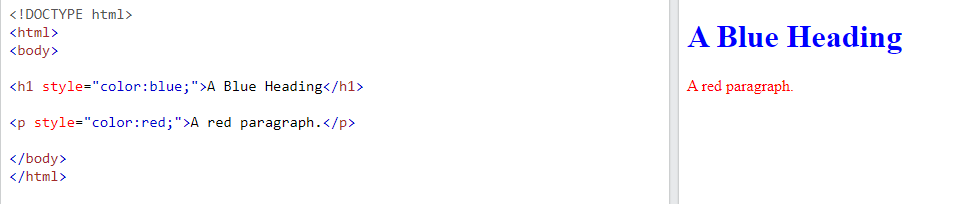 <!DOCTYPE html>
<html>
<body>
<h1 style="color:blue;">A Blue Heading</h1>
<p style="color:red;">A red paragraph.</p>
</body>
</html>
A Blue Heading
A red paragraph.